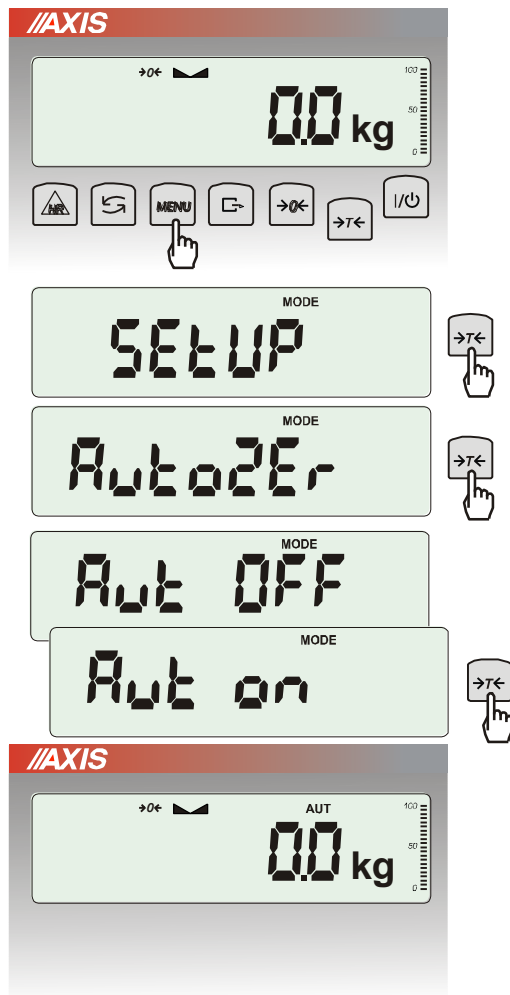 //AXIS
→0←
100
50
0
0.0 kg
HR MENU →0← →T← I/⏻
MODE
SEtUP
→T←
MODE
AutoZEr
→T←
MODE
Aut OFF
MODE
Aut on
→T←
//AXIS
→0← AUT
100
50
0
0.0 kg